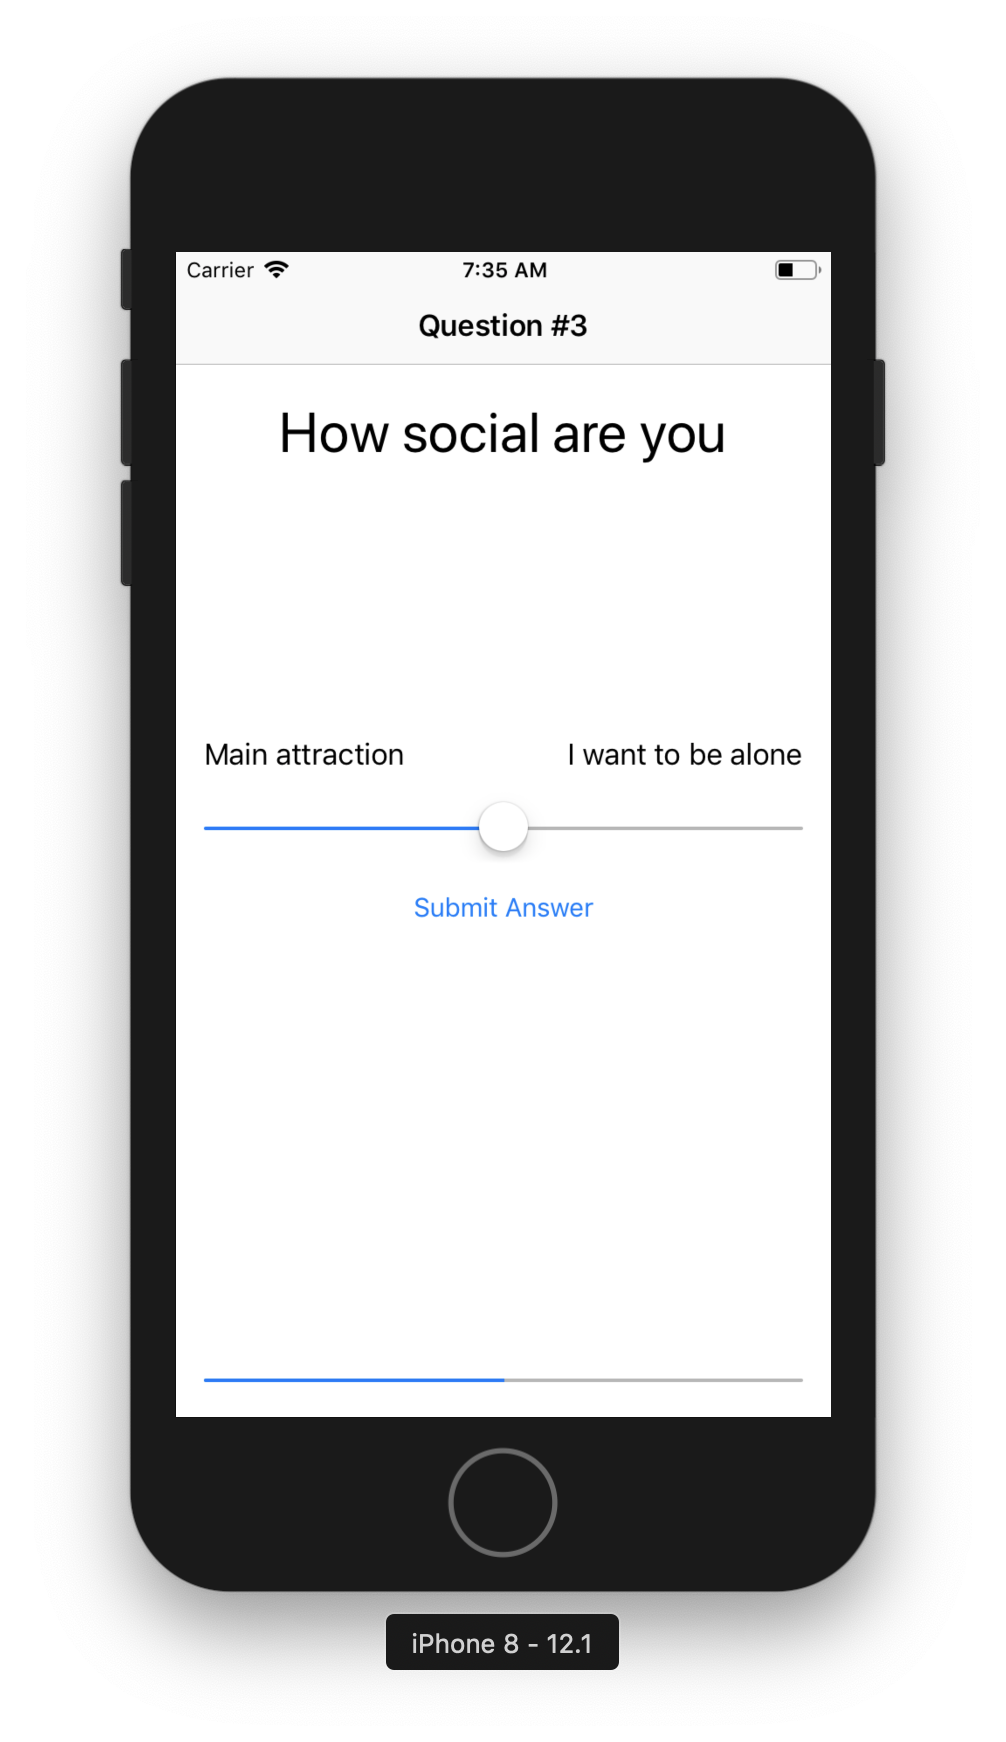 Carrier 7:35 AM
Question #3
How social are you
Main attraction I want to be alone
Submit Answer
iPhone 8 - 12.1